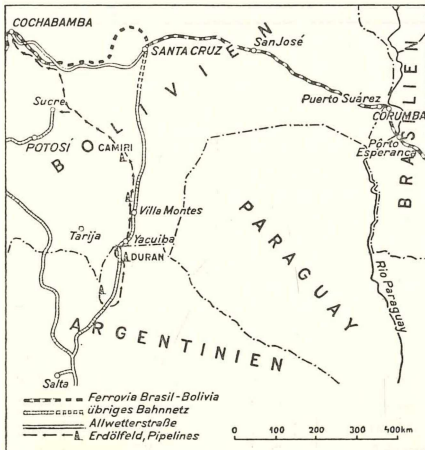 COCHABAMBA
SANTA CRUZ
San José
Sucre
Puerto Suárez
CORUMBA
POTOSÍ
CAMIRI
Pôrto
Esperança
BOLIVIEN
BRASILIEN
Villa Montes
Tarija
Yacuiba
DURAN
PARAGUAY
Rio Paraguay
ARGENTINIEN
Salta
Ferrovia Brasil-Bolivia
übriges Bahnnetz
Allwetterstraße
Erdölfeld, Pipelines
0 100 200 300 400 500km